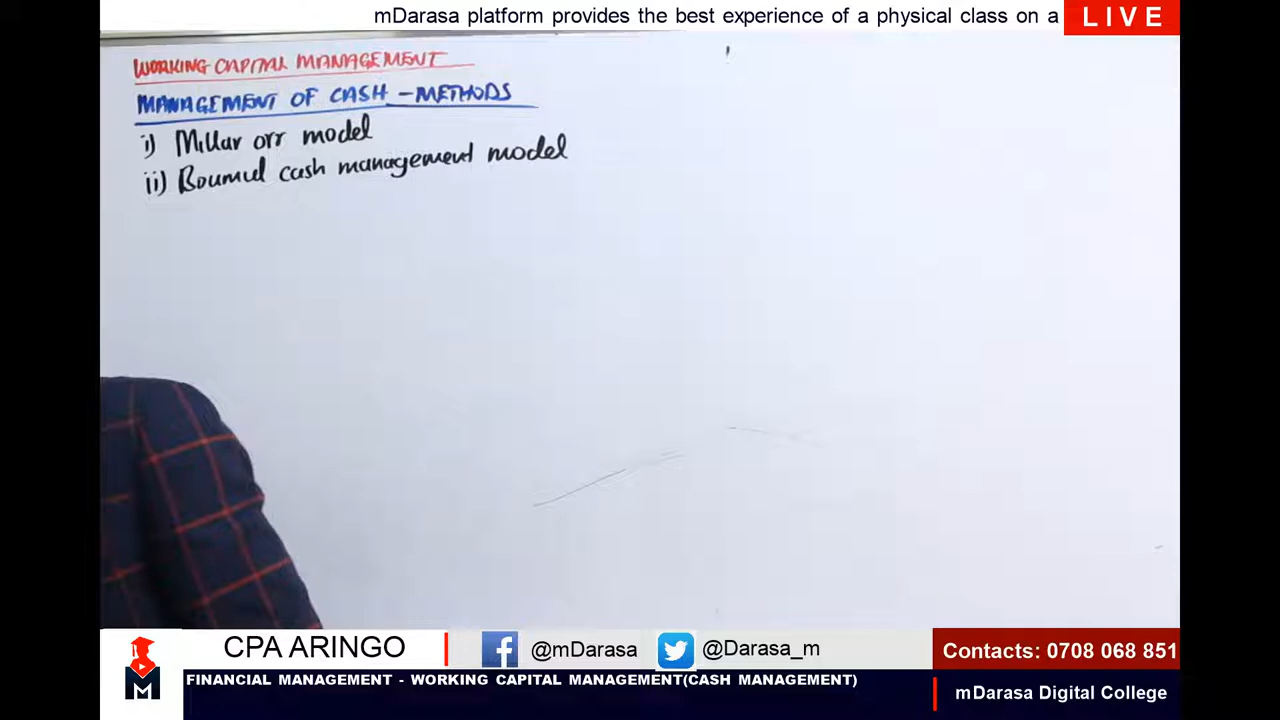 mDarasa platform provides the best experience of a physical class on a
LIVE
WORKING CAPITAL MANAGEMENT
MANAGEMENT OF CASH - METHODS
i) Millar orr model
ii) Boumul cash management model
CPA ARINGO
@mDarasa
@Darasa_m
Contacts: 0708 068 851
FINANCIAL MANAGEMENT - WORKING CAPITAL MANAGEMENT(CASH MANAGEMENT)
mDarasa Digital College